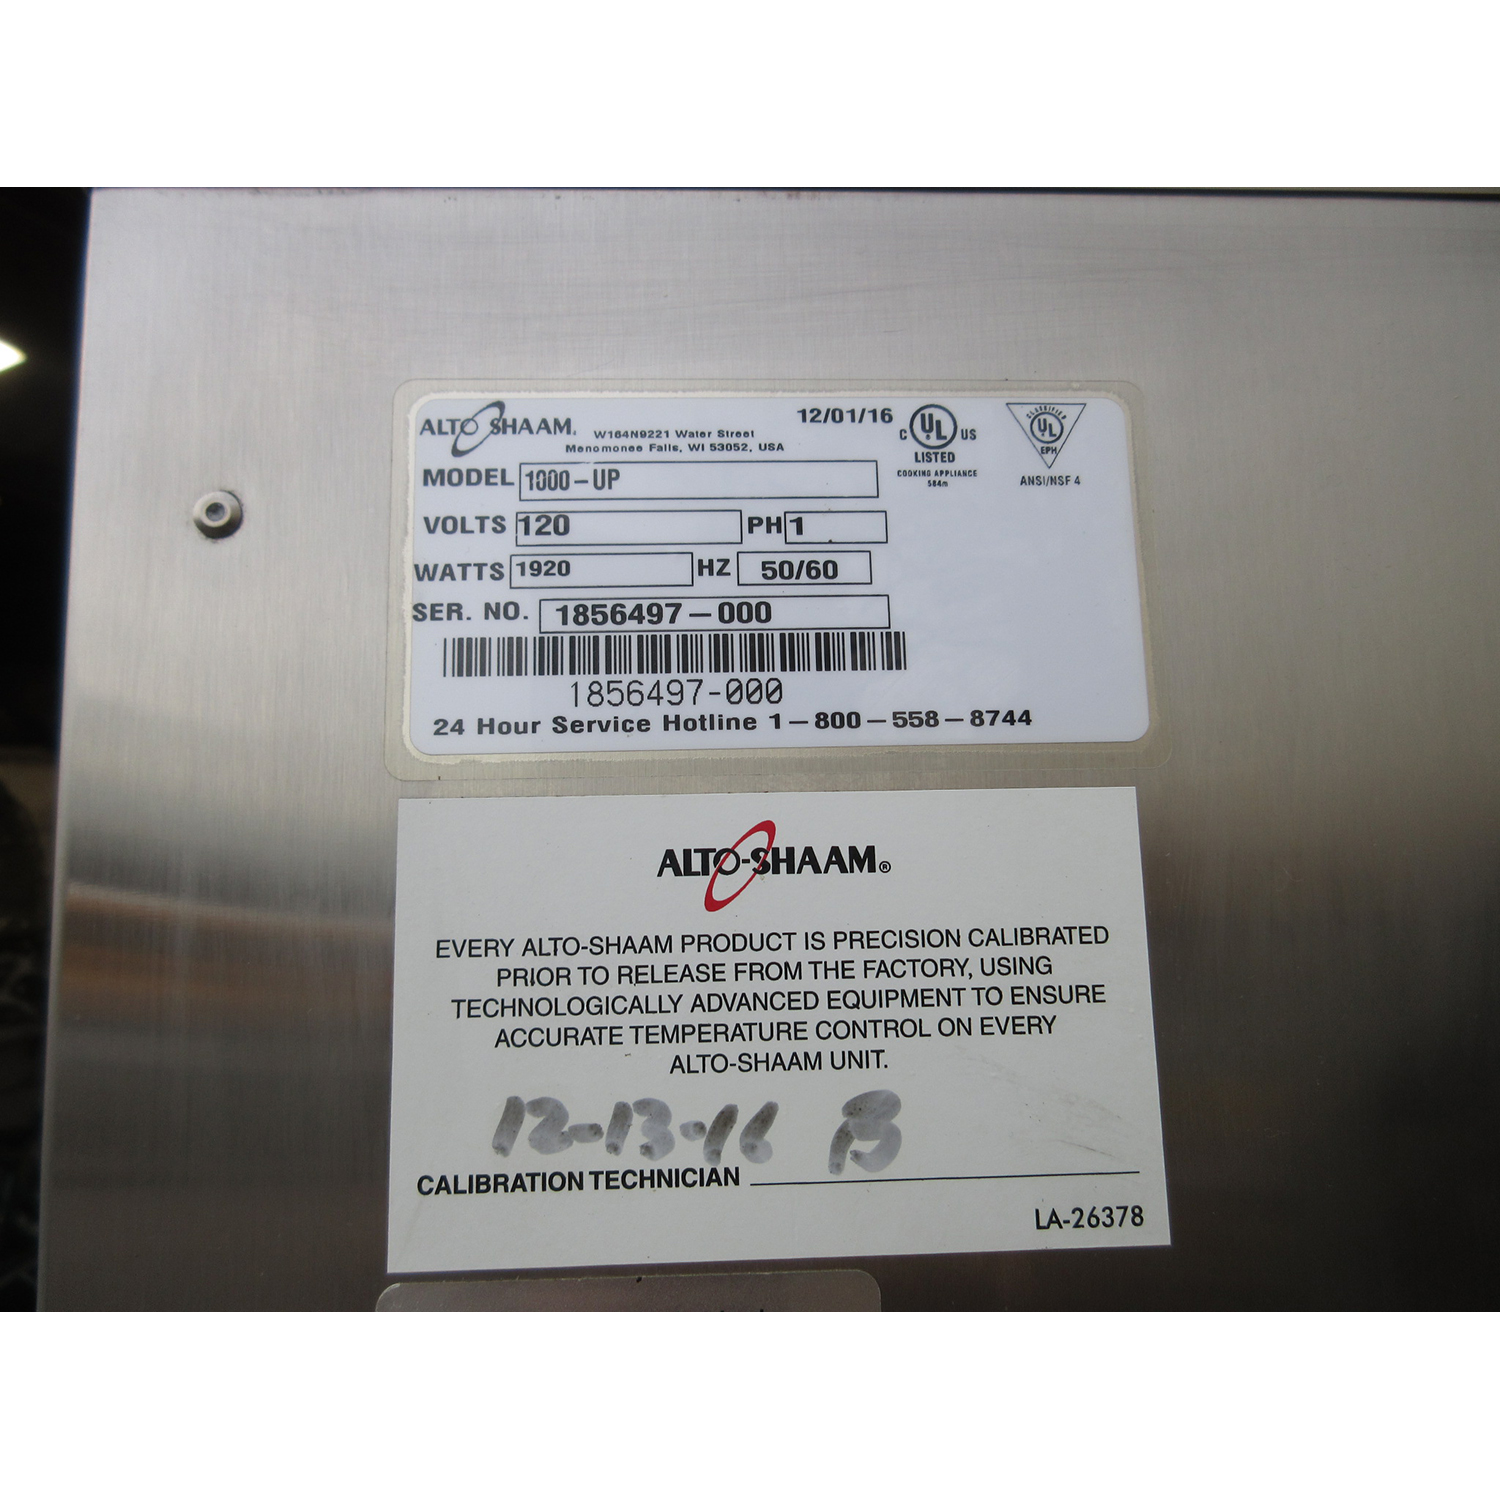 ALTO SHAAM®
W164N9221 Water Street
Menomonee Falls, WI 53052, USA
12/01/16
C UL US
LISTED
COOKING APPLIANCE
584m
CLASSIFIED
UL
EPH
ANSI/NSF 4
MODEL 1000-UP
VOLTS 120 PH 1
WATTS 1920 HZ 50/60
SER. NO. 1856497-000
1856497-000
24 Hour Service Hotline 1-800-558-8744
ALTO-SHAAM®
EVERY ALTO-SHAAM PRODUCT IS PRECISION CALIBRATED
PRIOR TO RELEASE FROM THE FACTORY, USING
TECHNOLOGICALLY ADVANCED EQUIPMENT TO ENSURE
ACCURATE TEMPERATURE CONTROL ON EVERY
ALTO-SHAAM UNIT.
12-13-16 B
CALIBRATION TECHNICIAN
LA-26378